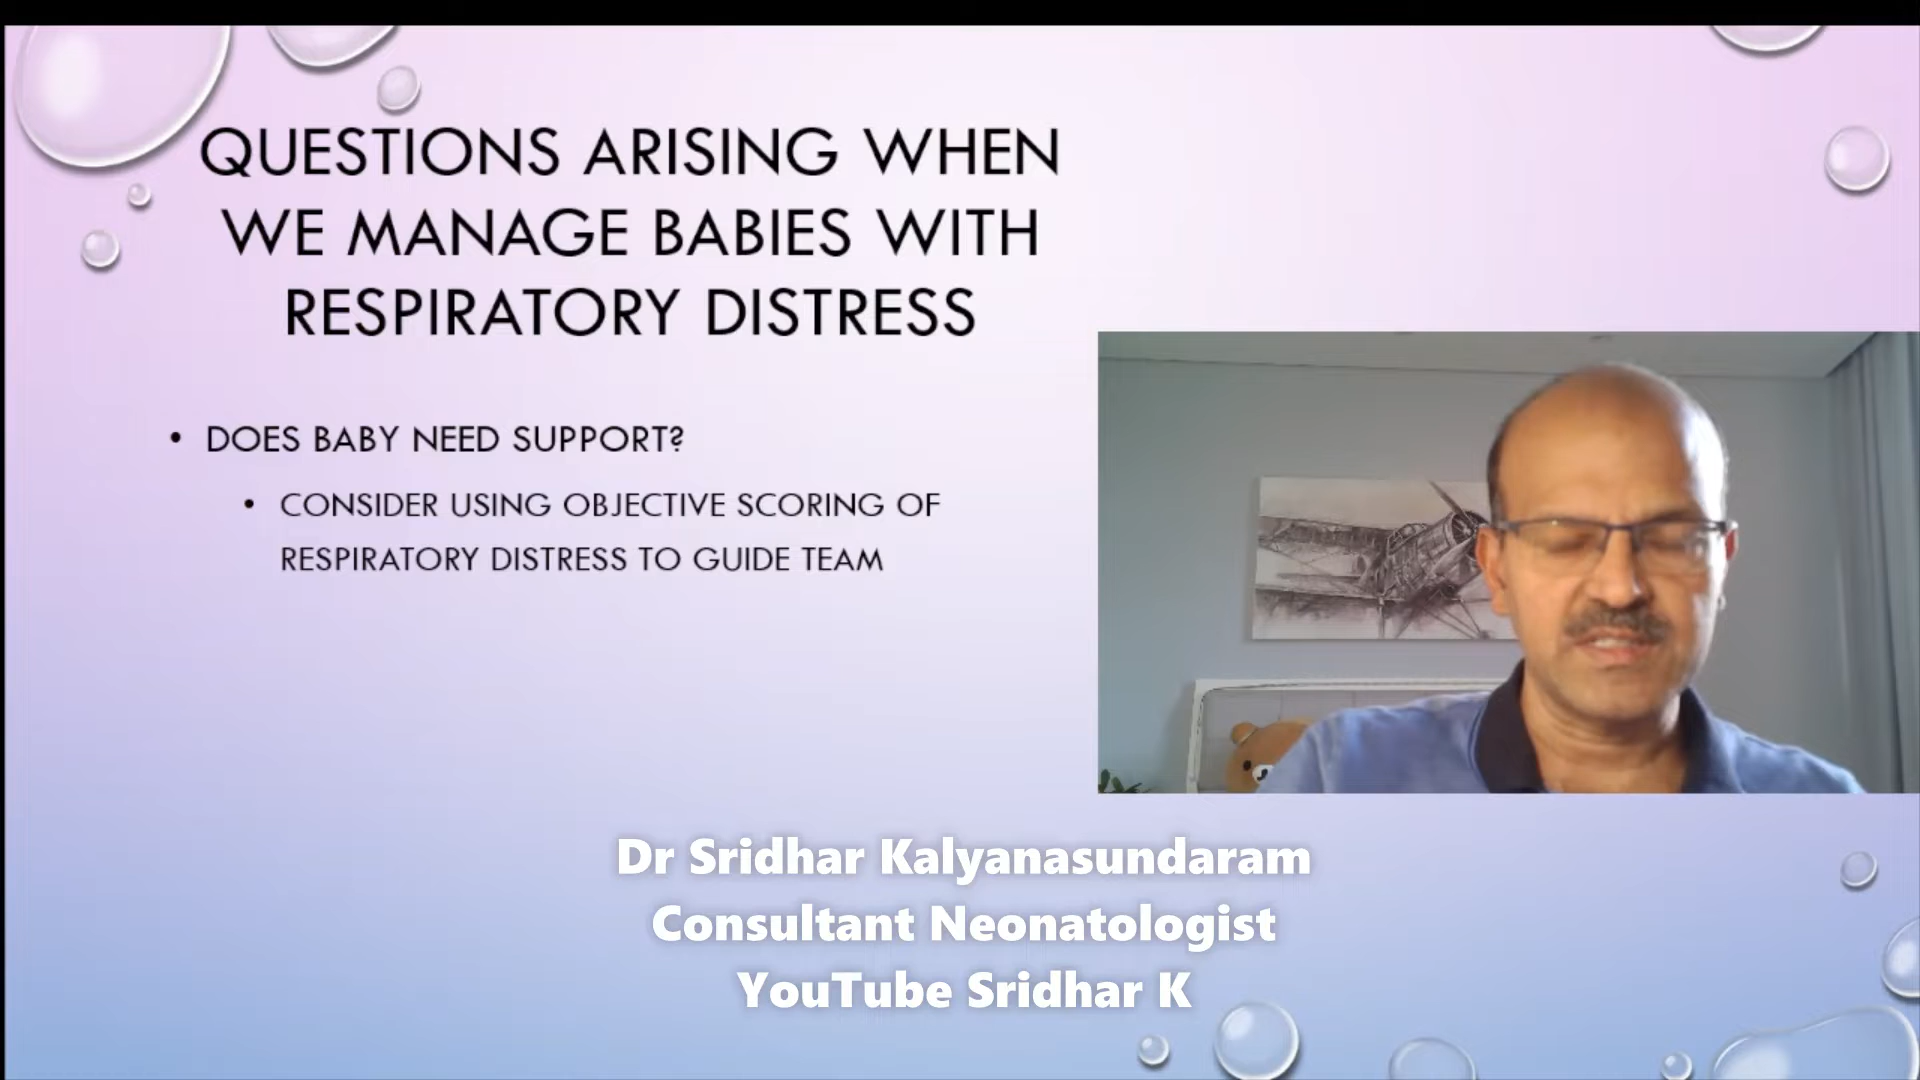 QUESTIONS ARISING WHEN
WE MANAGE BABIES WITH
RESPIRATORY DISTRESS
• DOES BABY NEED SUPPORT?
• CONSIDER USING OBJECTIVE SCORING OF
RESPIRATORY DISTRESS TO GUIDE TEAM
Dr Sridhar Kalyanasundaram
Consultant Neonatologist
YouTube Sridhar K